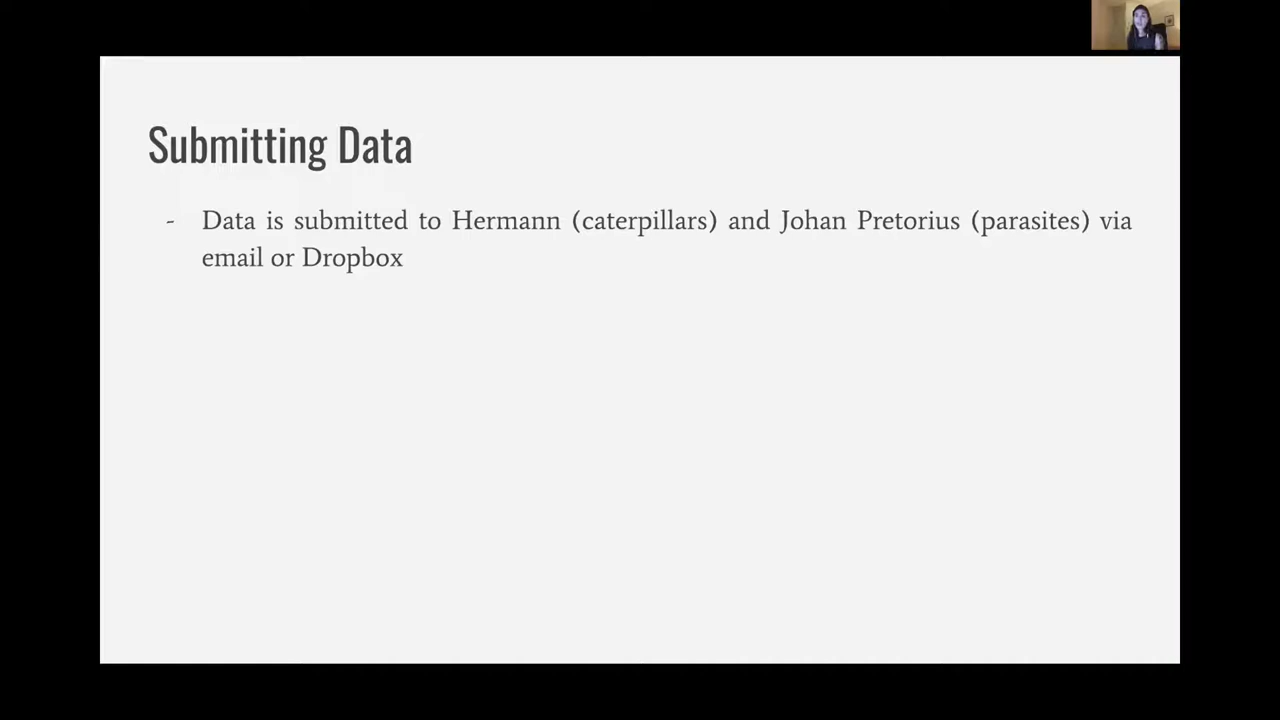 Submitting Data
- Data is submitted to Hermann (caterpillars) and Johan Pretorius (parasites) via
email or Dropbox